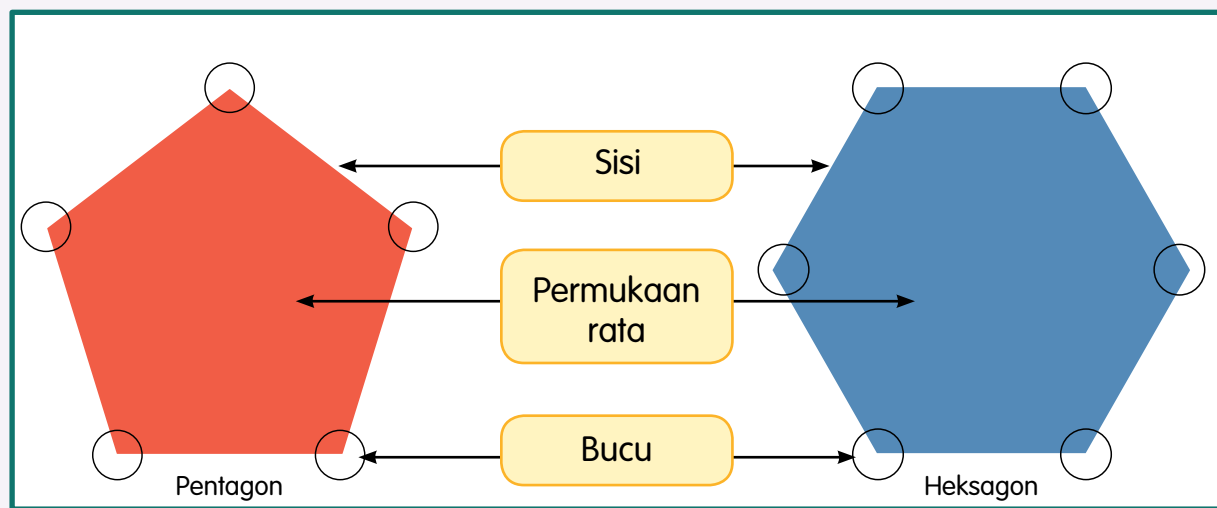 Sisi
Permukaan
rata
Bucu
Pentagon
Heksagon